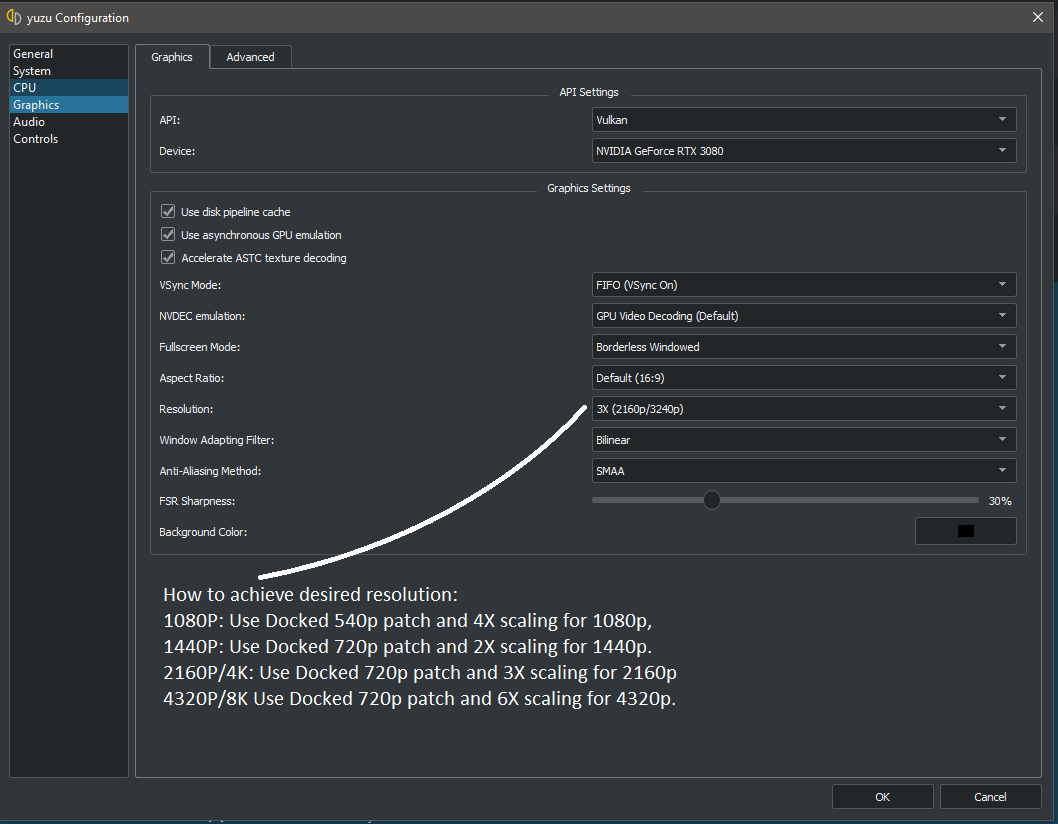 yuzu Configuration
General
System
CPU
Graphics
Audio
Controls
Graphics
Advanced
API Settings
API:
Vulkan
Device:
NVIDIA GeForce RTX 3080
Graphics Settings
Use disk pipeline cache
Use asynchronous GPU emulation
Accelerate ASTC texture decoding
VSync Mode:
FIFO (VSync On)
NVDEC emulation:
GPU Video Decoding (Default)
Fullscreen Mode:
Borderless Windowed
Aspect Ratio:
Default (16:9)
Resolution:
3X (2160p/3240p)
Window Adapting Filter:
Bilinear
Anti-Aliasing Method:
SMAA
FSR Sharpness:
30%
Background Color:
How to achieve desired resolution:
1080P: Use Docked 540p patch and 4X scaling for 1080p,
1440P: Use Docked 720p patch and 2X scaling for 1440p.
2160P/4K: Use Docked 720p patch and 3X scaling for 2160p
4320P/8K Use Docked 720p patch and 6X scaling for 4320p.
OK
Cancel